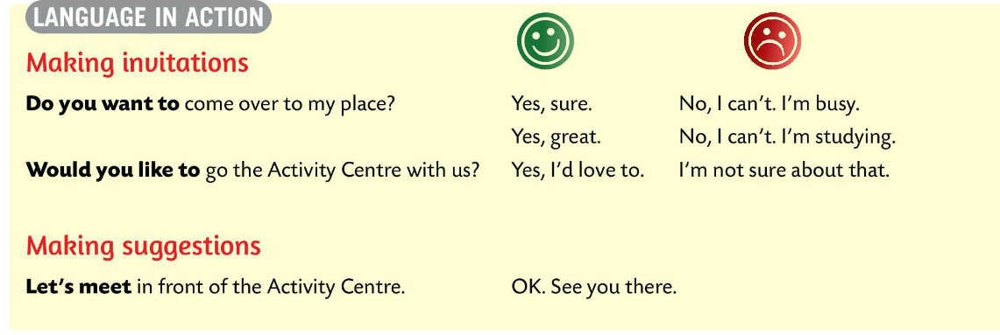 LANGUAGE IN ACTION
Making invitations
Do you want to come over to my place? Yes, sure. No, I can't. I'm busy.
Yes, great. No, I can't. I'm studying.
Would you like to go the Activity Centre with us? Yes, I'd love to. I'm not sure about that.
Making suggestions
Let's meet in front of the Activity Centre. OK. See you there.